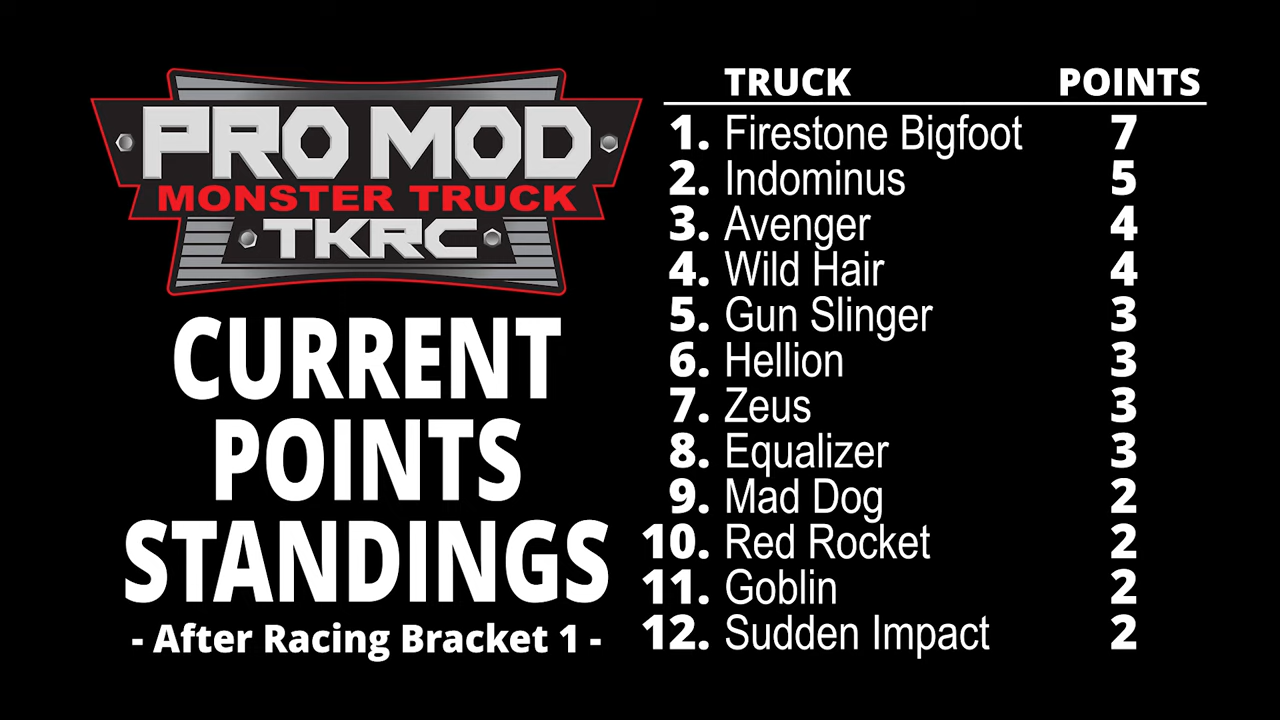 PRO MOD
MONSTER TRUCK
TKRC
CURRENT
POINTS
STANDINGS
- After Racing Bracket 1 -
TRUCK POINTS
1. Firestone Bigfoot 7
2. Indominus 5
3. Avenger 4
4. Wild Hair 4
5. Gun Slinger 3
6. Hellion 3
7. Zeus 3
8. Equalizer 3
9. Mad Dog 2
10. Red Rocket 2
11. Goblin 2
12. Sudden Impact 2